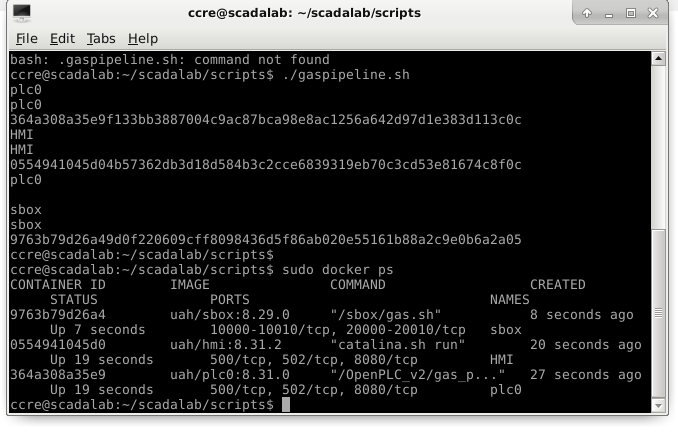 ccre@scadalab: ~/scadalab/scripts
File Edit Tabs Help
bash: .gaspipeline.sh: command not found
ccre@scadalab:~/scadalab/scripts$ ./gaspipeline.sh
plc0
plc0
364a308a35e9f133bb3887004c9ac87bca98e8ac1256a642d97d1e383d113c0c
HMI
HMI
0554941045d04b57362db3d18d584b3c2cce6839319eb70c3cd53e81674c8f0c
plc0
sbox
sbox
9763b79d26a49d0f220609cff8098436d5f86ab020e55161b88a2c9e0b6a2a05
ccre@scadalab:~/scadalab/scripts$
ccre@scadalab:~/scadalab/scripts$ sudo docker ps
CONTAINER ID        IMAGE               COMMAND                  CREATED
     STATUS              PORTS                              NAMES
9763b79d26a4        uah/sbox:8.29.0     "/sbox/gas.sh"           8 seconds ago
     Up 7 seconds        10000-10010/tcp, 20000-20010/tcp   sbox
0554941045d0        uah/hmi:8.31.2      "catalina.sh run"        20 seconds ago
     Up 19 seconds       500/tcp, 502/tcp, 8080/tcp         HMI
364a308a35e9        uah/plc0:8.31.0     "/OpenPLC_v2/gas_p..."   27 seconds ago
     Up 19 seconds       500/tcp, 502/tcp, 8080/tcp         plc0
ccre@scadalab:~/scadalab/scripts$